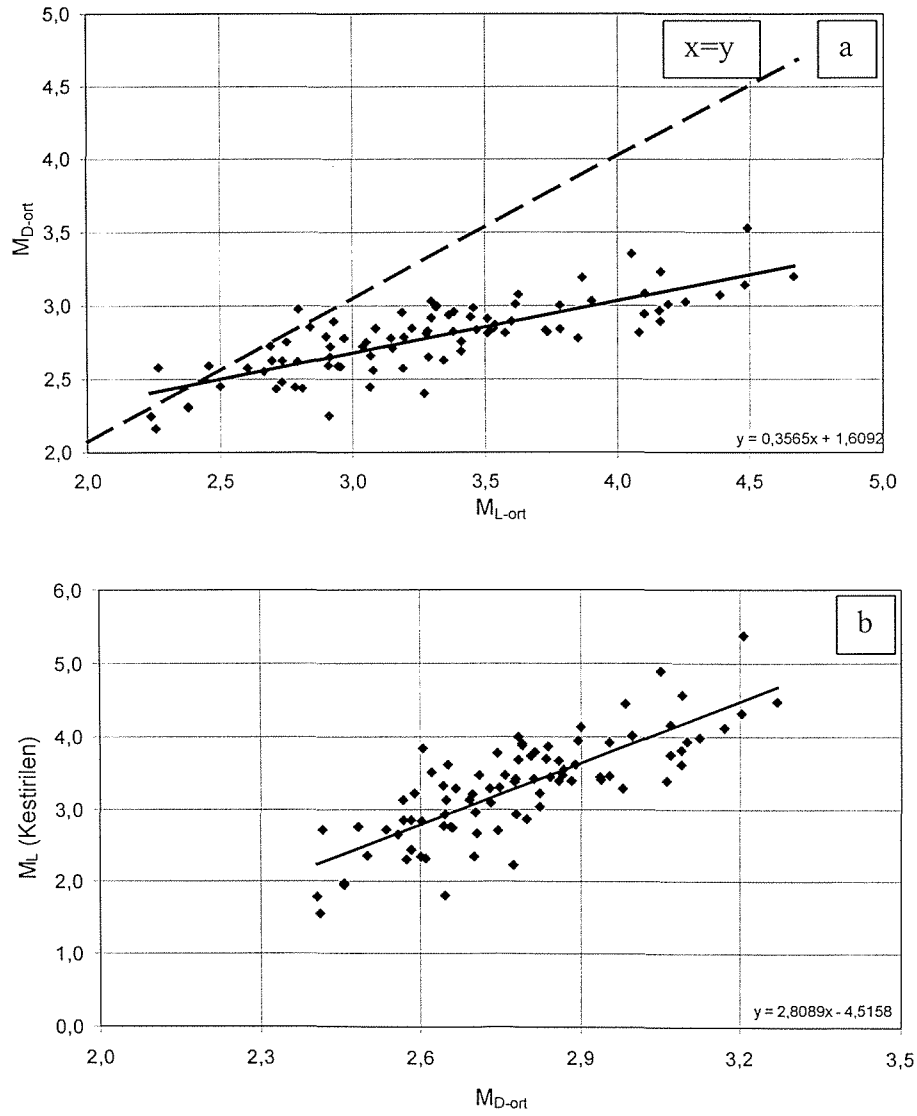 5,0
x=y
a
4,5
4,0
M_D-ort
3,5
3,0
2,5
2,0
y = 0,3565x + 1,6092
2,0 2,5 3,0 3,5 4,0 4,5 5,0
M_L-ort
6,0
b
5,0
4,0
M_L (Kestirilen)
3,0
2,0
1,0
0,0
y = 2,8089x - 4,5158
2,0 2,3 2,6 2,9 3,2 3,5
M_D-ort